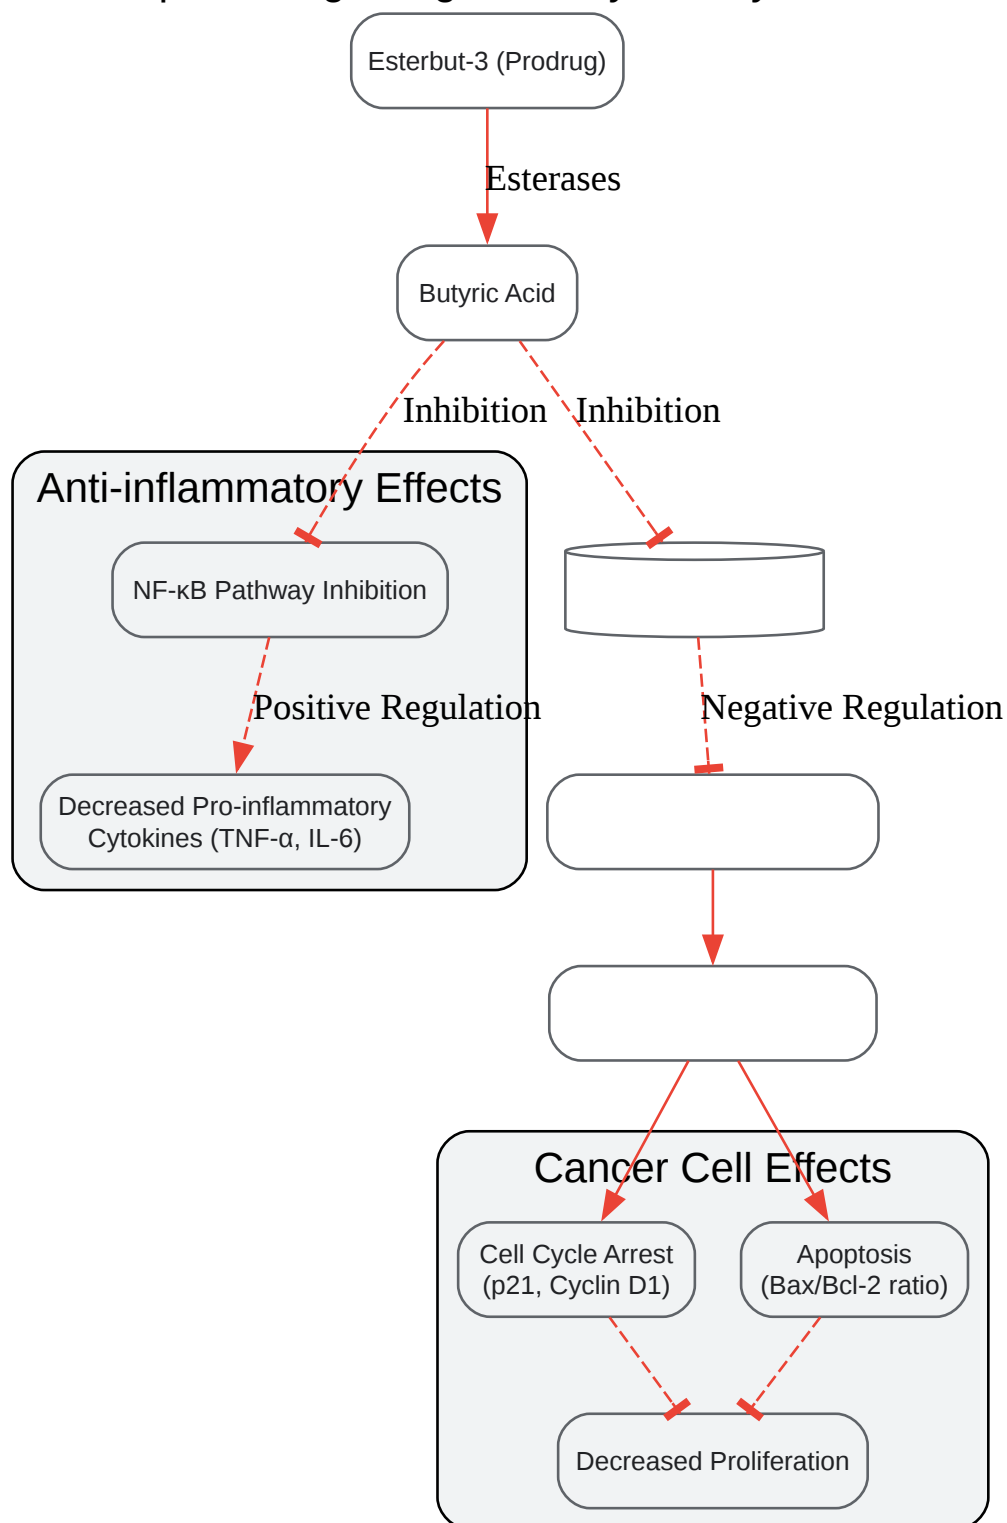 Esterbut-3 (Prodrug)
Esterases
Butyric Acid
Inhibition
Inhibition
Anti-inflammatory Effects
NF-κB Pathway Inhibition
Positive Regulation
Negative Regulation
Decreased Pro-inflammatory
Cytokines (TNF-α, IL-6)
Cancer Cell Effects
Cell Cycle Arrest
(p21, Cyclin D1)
Apoptosis
(Bax/Bcl-2 ratio)
Decreased Proliferation